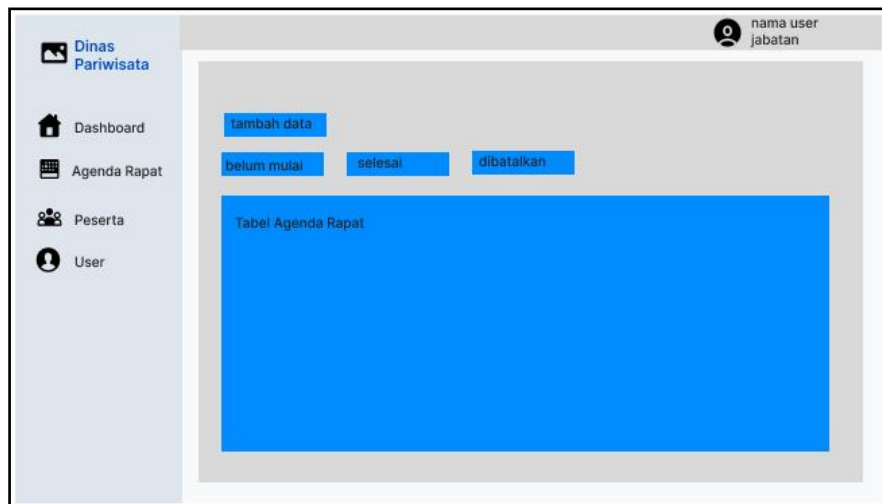 Dinas
Pariwisata
nama user
jabatan
Dashboard
Agenda Rapat
Peserta
User
tambah data
belum mulai
selesai
dibatalkan
Tabel Agenda Rapat